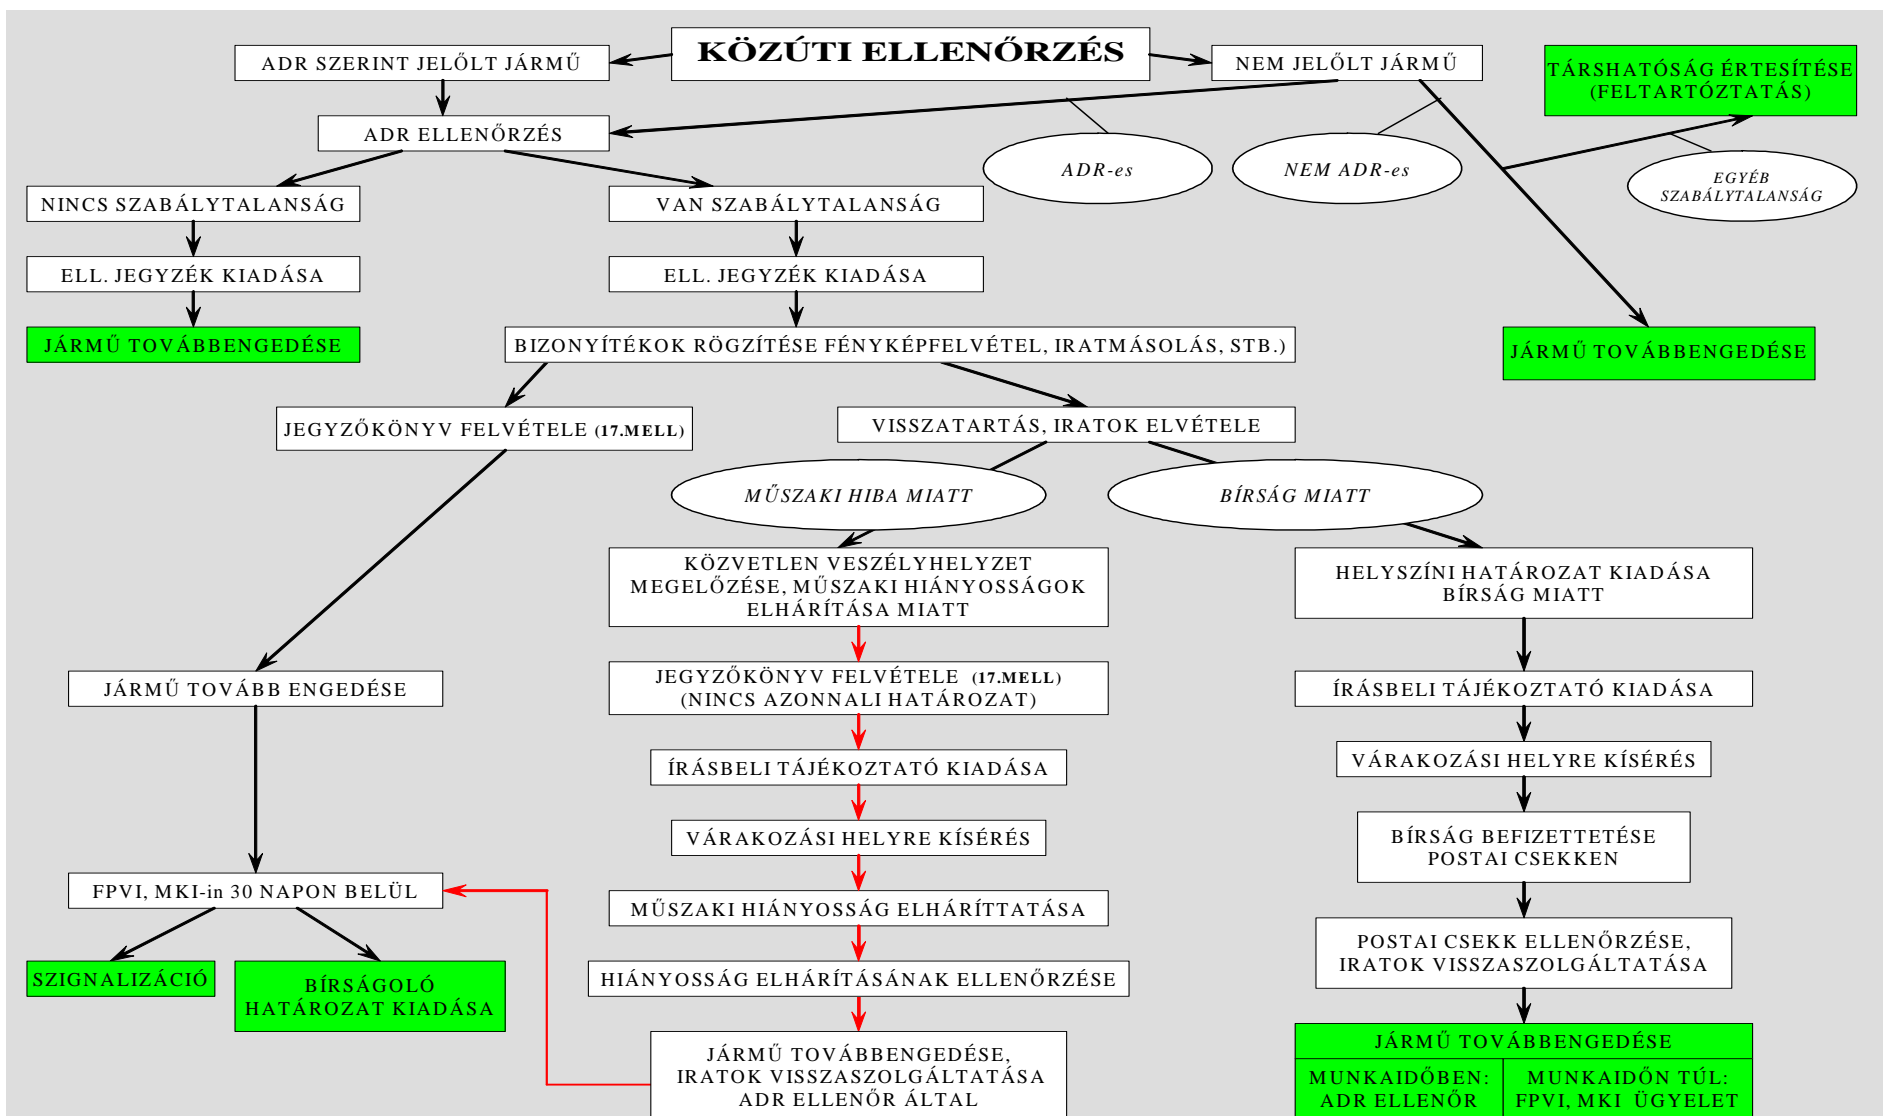 KÖZÚTI ELLENŐRZÉS
ADR SZERINT JELÖLT JÁRMŰ
NEM JELÖLT JÁRMŰ
TÁRSHATÓSÁG ÉRTESÍTÉSE
(FELTARTÓZTATÁS)
ADR ELLENŐRZÉS
ADR-es
NEM ADR-es
EGYÉB
SZABÁLYTALANSÁG
NINCS SZABÁLYTALANSÁG
VAN SZABÁLYTALANSÁG
ELL. JEGYZÉK KIADÁSA
ELL. JEGYZÉK KIADÁSA
JÁRMŰ TOVÁBBENGEDÉSE
BIZONYÍTÉKOK RÖGZÍTÉSE FÉNYKÉPFELVÉTEL, IRATMÁSOLÁS, STB.)
JÁRMŰ TOVÁBBENGEDÉSE
JEGYZŐKÖNYV FELVÉTELE (17.MELL)
VISSZATARTÁS, IRATOK ELVÉTELE
MŰSZAKI HIBA MIATT
BÍRSÁG MIATT
KÖZVETLEN VESZÉLYHELYZET
MEGELŐZÉSE, MŰSZAKI HIÁNYOSSÁGOK
ELHÁRÍTÁSA MIATT
HELYSZÍNI HATÁROZAT KIADÁSA
BÍRSÁG MIATT
JÁRMŰ TOVÁBB ENGEDÉSE
JEGYZŐKÖNYV FELVÉTELE (17.MELL)
(NINCS AZONNALI HATÁROZAT)
ÍRÁSBELI TÁJÉKOZTATÓ KIADÁSA
ÍRÁSBELI TÁJÉKOZTATÓ KIADÁSA
VÁRAKOZÁSI HELYRE KÍSÉRÉS
VÁRAKOZÁSI HELYRE KÍSÉRÉS
BÍRSÁG BEFIZETTETÉSE
POSTAI CSEKKEN
FPVI, MKI-in 30 NAPON BELÜL
MŰSZAKI HIÁNYOSSÁG ELHÁRÍTTATÁSA
POSTAI CSEKK ELLENŐRZÉSE,
IRATOK VISSZASZOLGÁLTATÁSA
SZIGNALIZÁCIÓ
BÍRSÁGOLÓ
HATÁROZAT KIADÁSA
HIÁNYOSSÁG ELHÁRÍTÁSÁNAK ELLENŐRZÉSE
JÁRMŰ TOVÁBBENGEDÉSE,
IRATOK VISSZASZOLGÁLTATÁSA
ADR ELLENŐR ÁLTAL
JÁRMŰ TOVÁBBENGEDÉSE
MUNKAIDŐBEN:
ADR ELLENŐR
MUNKAIDŐN TÚL:
FPVI, MKI ÜGYELET